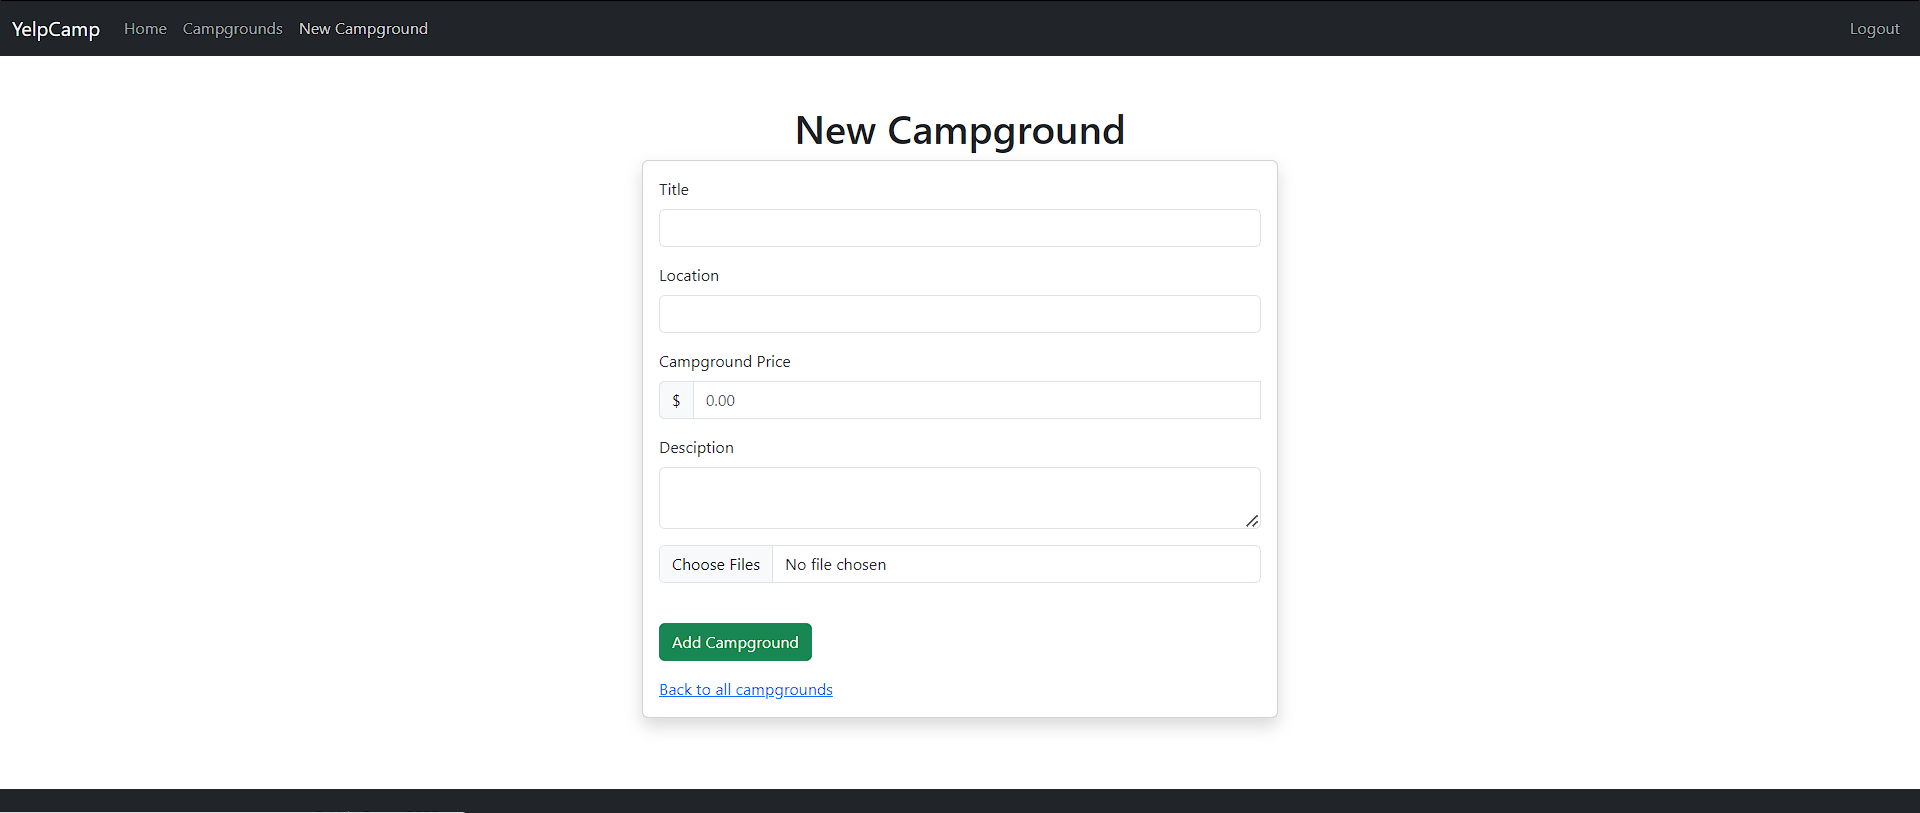 YelpCamp Home Campgrounds New Campground Logout
New Campground
Title
Location
Campground Price
$ 0.00
Desciption
Choose Files No file chosen
Add Campground
Back to all campgrounds